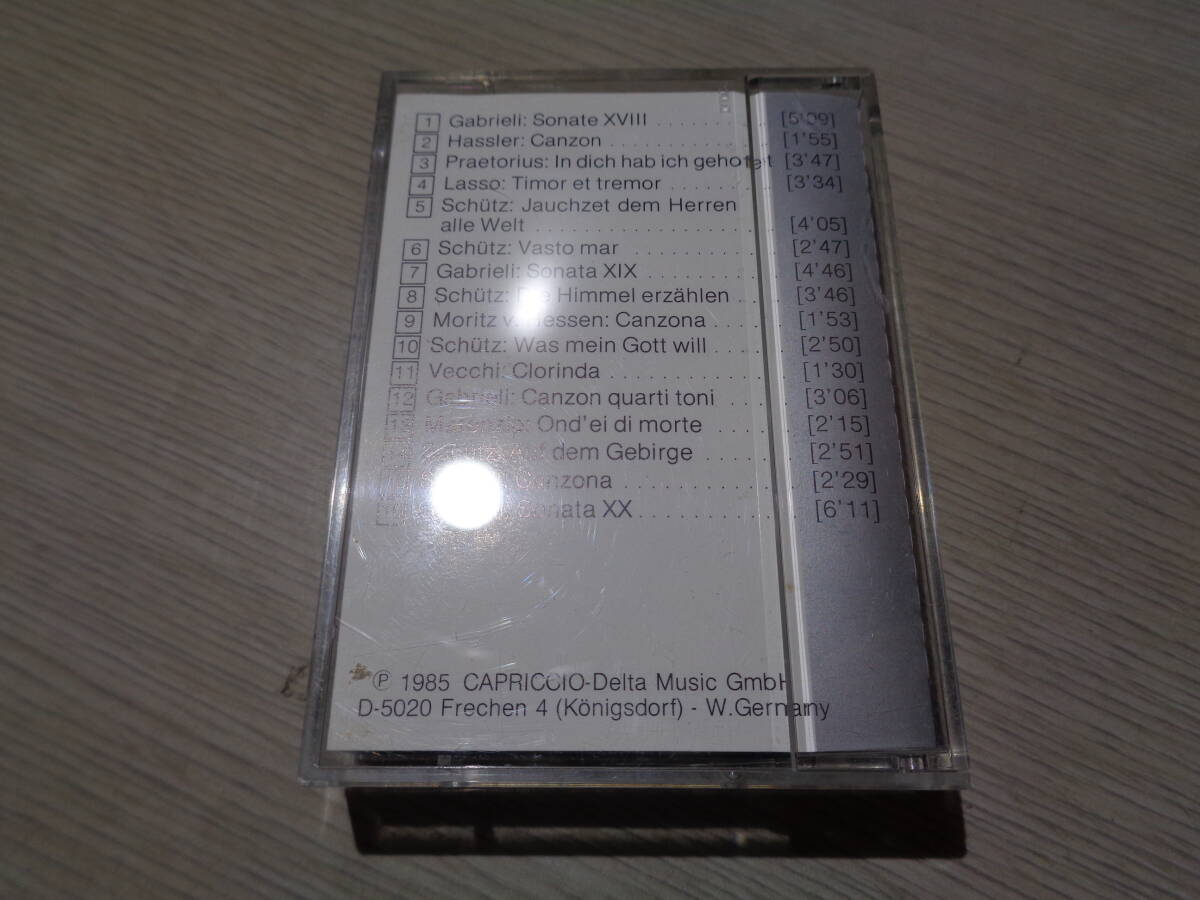 1 Gabrieli: Sonate XVIII [5'09]
2 Hassler: Canzon [1'55]
3 Praetorius: In dich hab ich gehofet [3'47]
4 Lasso: Timor et tremor [3'34]
5 Schütz: Jauchzet dem Herren
alle Welt [4'05]
6 Schütz: Vasto mar [2'47]
7 Gabrieli: Sonata XIX [4'46]
8 Schütz: Die Himmel erzählen [3'46]
9 Moritz v. Hessen: Canzona [1'53]
10 Schütz: Was mein Gott will [2'50]
11 Vecchi: Clorinda [1'30]
12 Gabrieli: Canzon quarti toni [3'06]
13 Marenzio: Ond'ei di morte [2'15]
Auf dem Gebirge [2'51]
Canzona [2'29]
Sonata XX [6'11]
℗ 1985 CAPRICCIO-Delta Music GmbH
D-5020 Frechen 4 (Königsdorf) - W.Germany